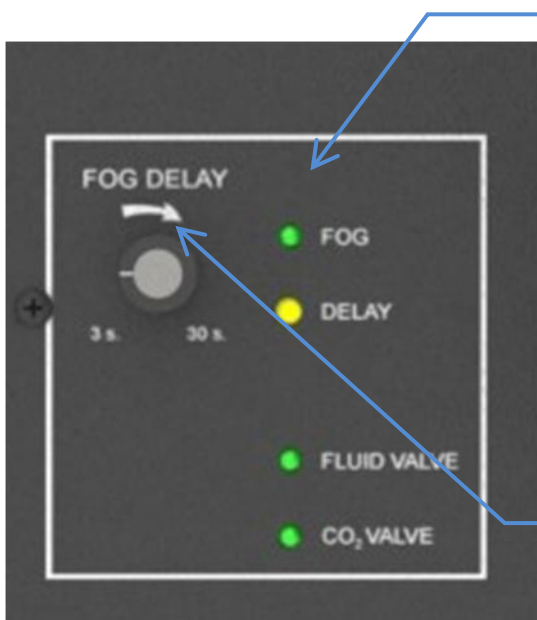 FOG DELAY
FOG
DELAY
3 s. 30 s.
FLUID VALVE
CO₂ VALVE